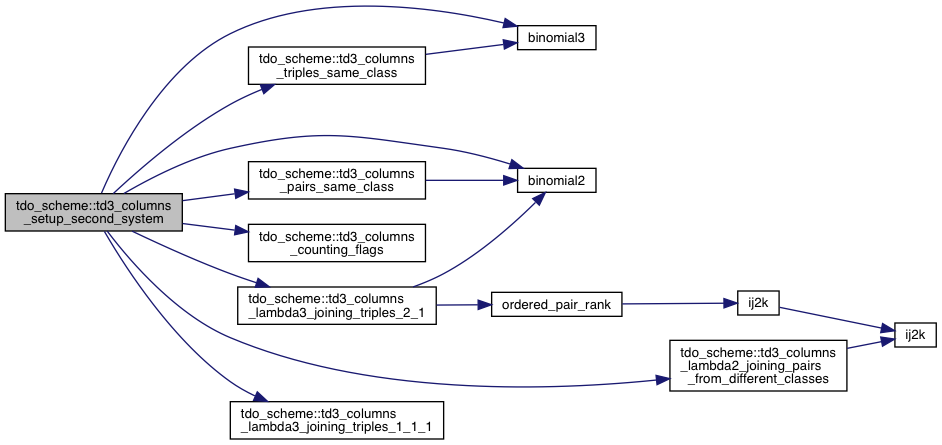 binomial3
tdo_scheme::td3_columns
_triples_same_class
tdo_scheme::td3_columns
_pairs_same_class
binomial2
tdo_scheme::td3_columns
_setup_second_system
tdo_scheme::td3_columns
_counting_flags
tdo_scheme::td3_columns
_lambda3_joining_triples_2_1
ordered_pair_rank
ij2k
ij2k
tdo_scheme::td3_columns
_lambda2_joining_pairs
_from_different_classes
tdo_scheme::td3_columns
_lambda3_joining_triples_1_1_1